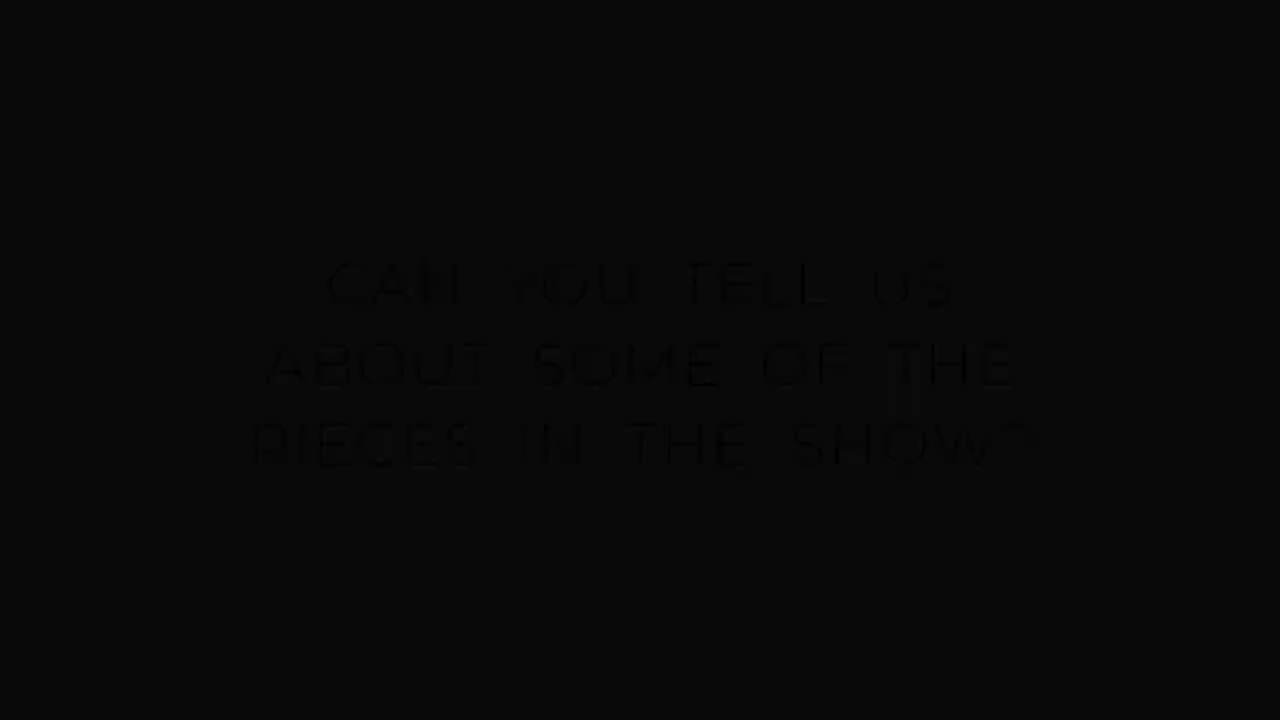 CAN YOU TELL US
ABOUT SOME OF THE
PIECES IN THE SHOW?